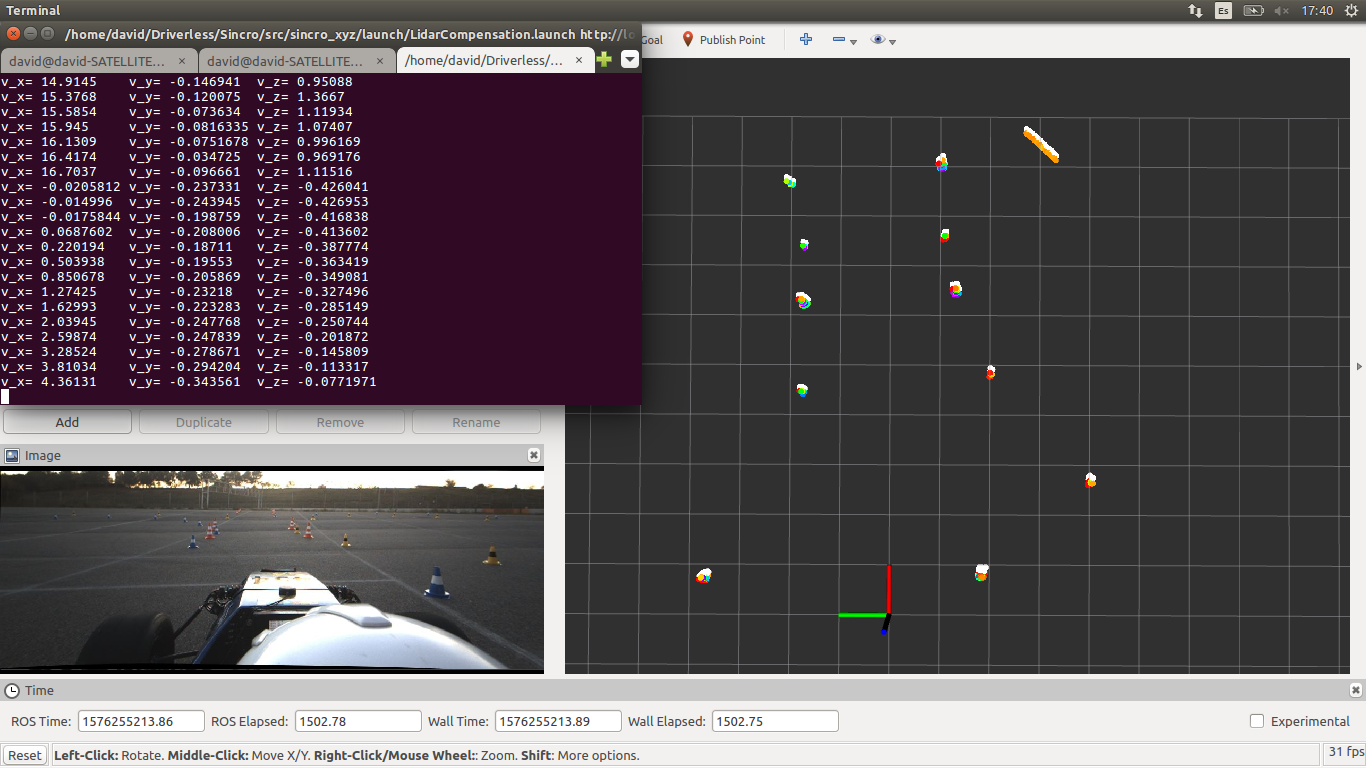 Terminal
Es
17:40
/home/david/Driverless/Sincro/src/sincro_xyz/launch/LidarCompensation.launch http://lo
Goal
Publish Point
david@david-SATELLITE... × david@david-SATELLITE... × /home/david/Driverless/... ×
v_x= 14.9145 v_y= -0.146941 v_z= 0.95088
v_x= 15.3768 v_y= -0.120075 v_z= 1.3667
v_x= 15.5854 v_y= -0.073634 v_z= 1.11934
v_x= 15.945 v_y= -0.0816335 v_z= 1.07407
v_x= 16.1309 v_y= -0.0751678 v_z= 0.996169
v_x= 16.4174 v_y= -0.034725 v_z= 0.969176
v_x= 16.7037 v_y= -0.096661 v_z= 1.11516
v_x= -0.0205812 v_y= -0.237331 v_z= -0.426041
v_x= -0.014996 v_y= -0.243945 v_z= -0.426953
v_x= -0.0175844 v_y= -0.198759 v_z= -0.416838
v_x= 0.0687602 v_y= -0.208006 v_z= -0.413602
v_x= 0.220194 v_y= -0.18711 v_z= -0.387774
v_x= 0.503938 v_y= -0.19553 v_z= -0.363419
v_x= 0.850678 v_y= -0.205869 v_z= -0.349081
v_x= 1.27425 v_y= -0.23218 v_z= -0.327496
v_x= 1.62993 v_y= -0.223283 v_z= -0.285149
v_x= 2.03945 v_y= -0.247768 v_z= -0.250744
v_x= 2.59874 v_y= -0.247839 v_z= -0.201872
v_x= 3.28524 v_y= -0.278671 v_z= -0.145809
v_x= 3.81034 v_y= -0.294204 v_z= -0.113317
v_x= 4.36131 v_y= -0.343561 v_z= -0.0771971
Add Duplicate Remove Rename
Image
Time
ROS Time: 1576255213.86 ROS Elapsed: 1502.78 Wall Time: 1576255213.89 Wall Elapsed: 1502.75 Experimental
Reset Left-Click: Rotate. Middle-Click: Move X/Y. Right-Click/Mouse Wheel:: Zoom. Shift: More options. 31 fps